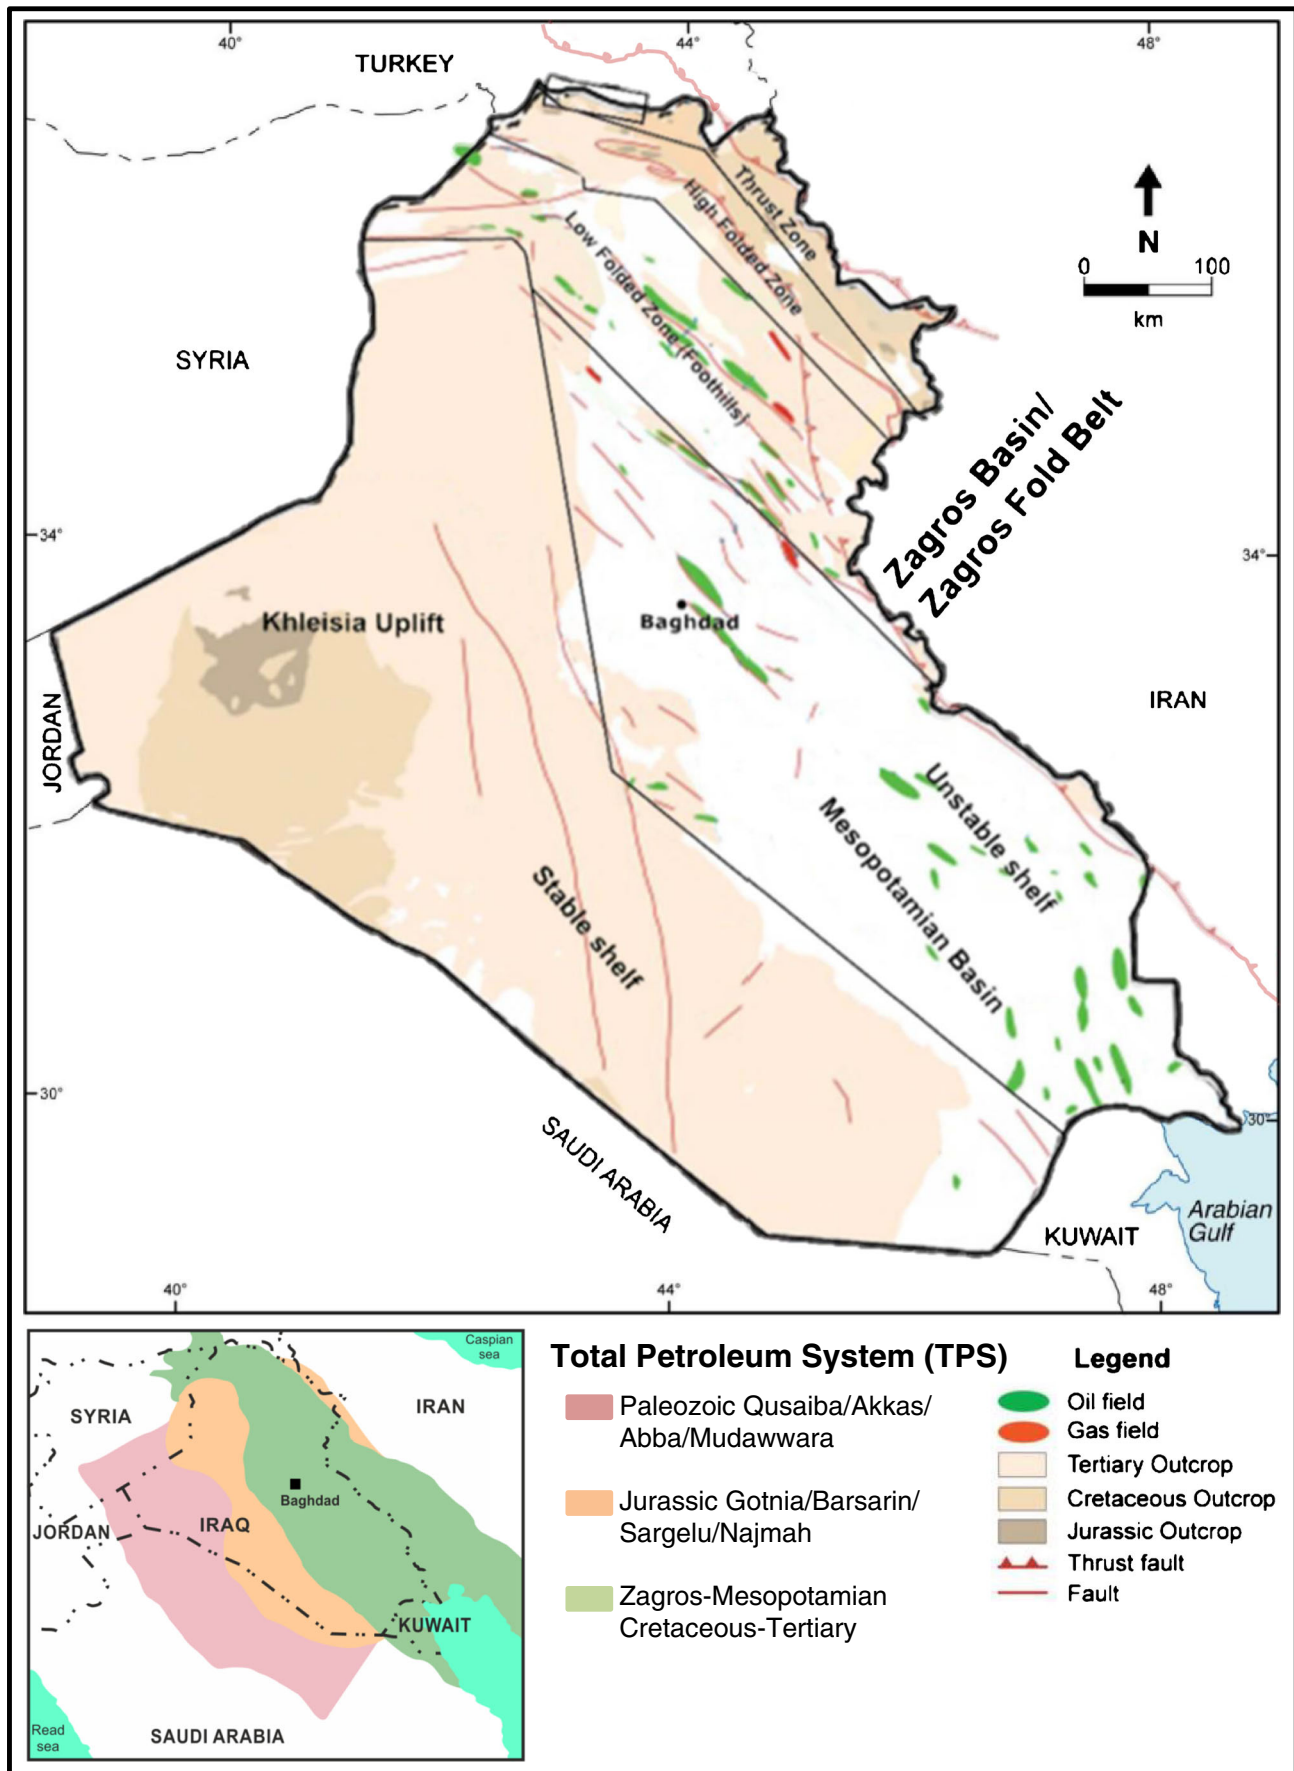 40°
44°
48°
TURKEY
Thrust Zone
High Folded Zone
Low Folded Zone (Foothills)
N
0 100
km
SYRIA
Zagros Basin/
Zagros Fold Belt
34°
34°
Khleisia Uplift
Baghdad
JORDAN
IRAN
Unstable shelf
Mesopotamian Basin
Stable shelf
30°
30°
SAUDI ARABIA
Arabian
Gulf
KUWAIT
40°
44°
48°
Caspian
sea
IRAN
SYRIA
Baghdad
IRAQ
JORDAN
KUWAIT
Read
sea
SAUDI ARABIA
Total Petroleum System (TPS)
Paleozoic Qusaiba/Akkas/
Abba/Mudawwara
Jurassic Gotnia/Barsarin/
Sargelu/Najmah
Zagros-Mesopotamian
Cretaceous-Tertiary
Legend
Oil field
Gas field
Tertiary Outcrop
Cretaceous Outcrop
Jurassic Outcrop
Thrust fault
Fault